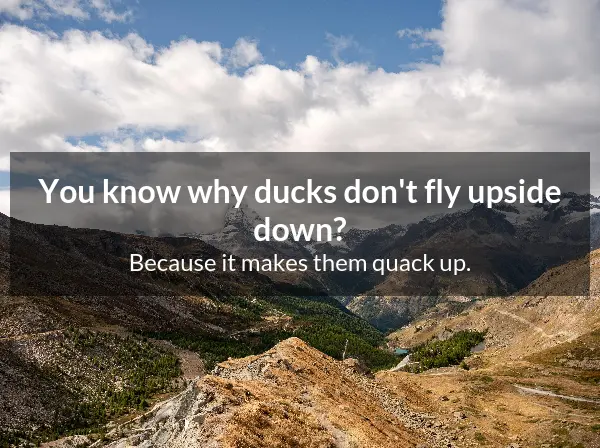 You know why ducks don't fly upside
down?
Because it makes them quack up.